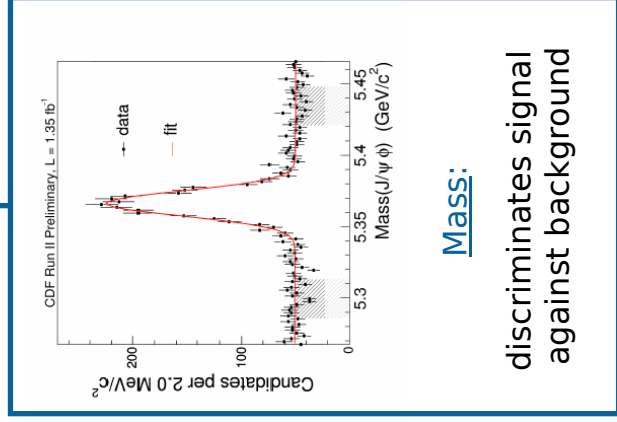 CDF Run II Preliminary, L = 1.35 fb⁻¹
data
fit
Candidates per 2.0 MeV/c²
200
100
0
5.3
5.35
5.4
5.45
Mass(J/ψ ϕ) (GeV/c²)
Mass:
discriminates signal
against background